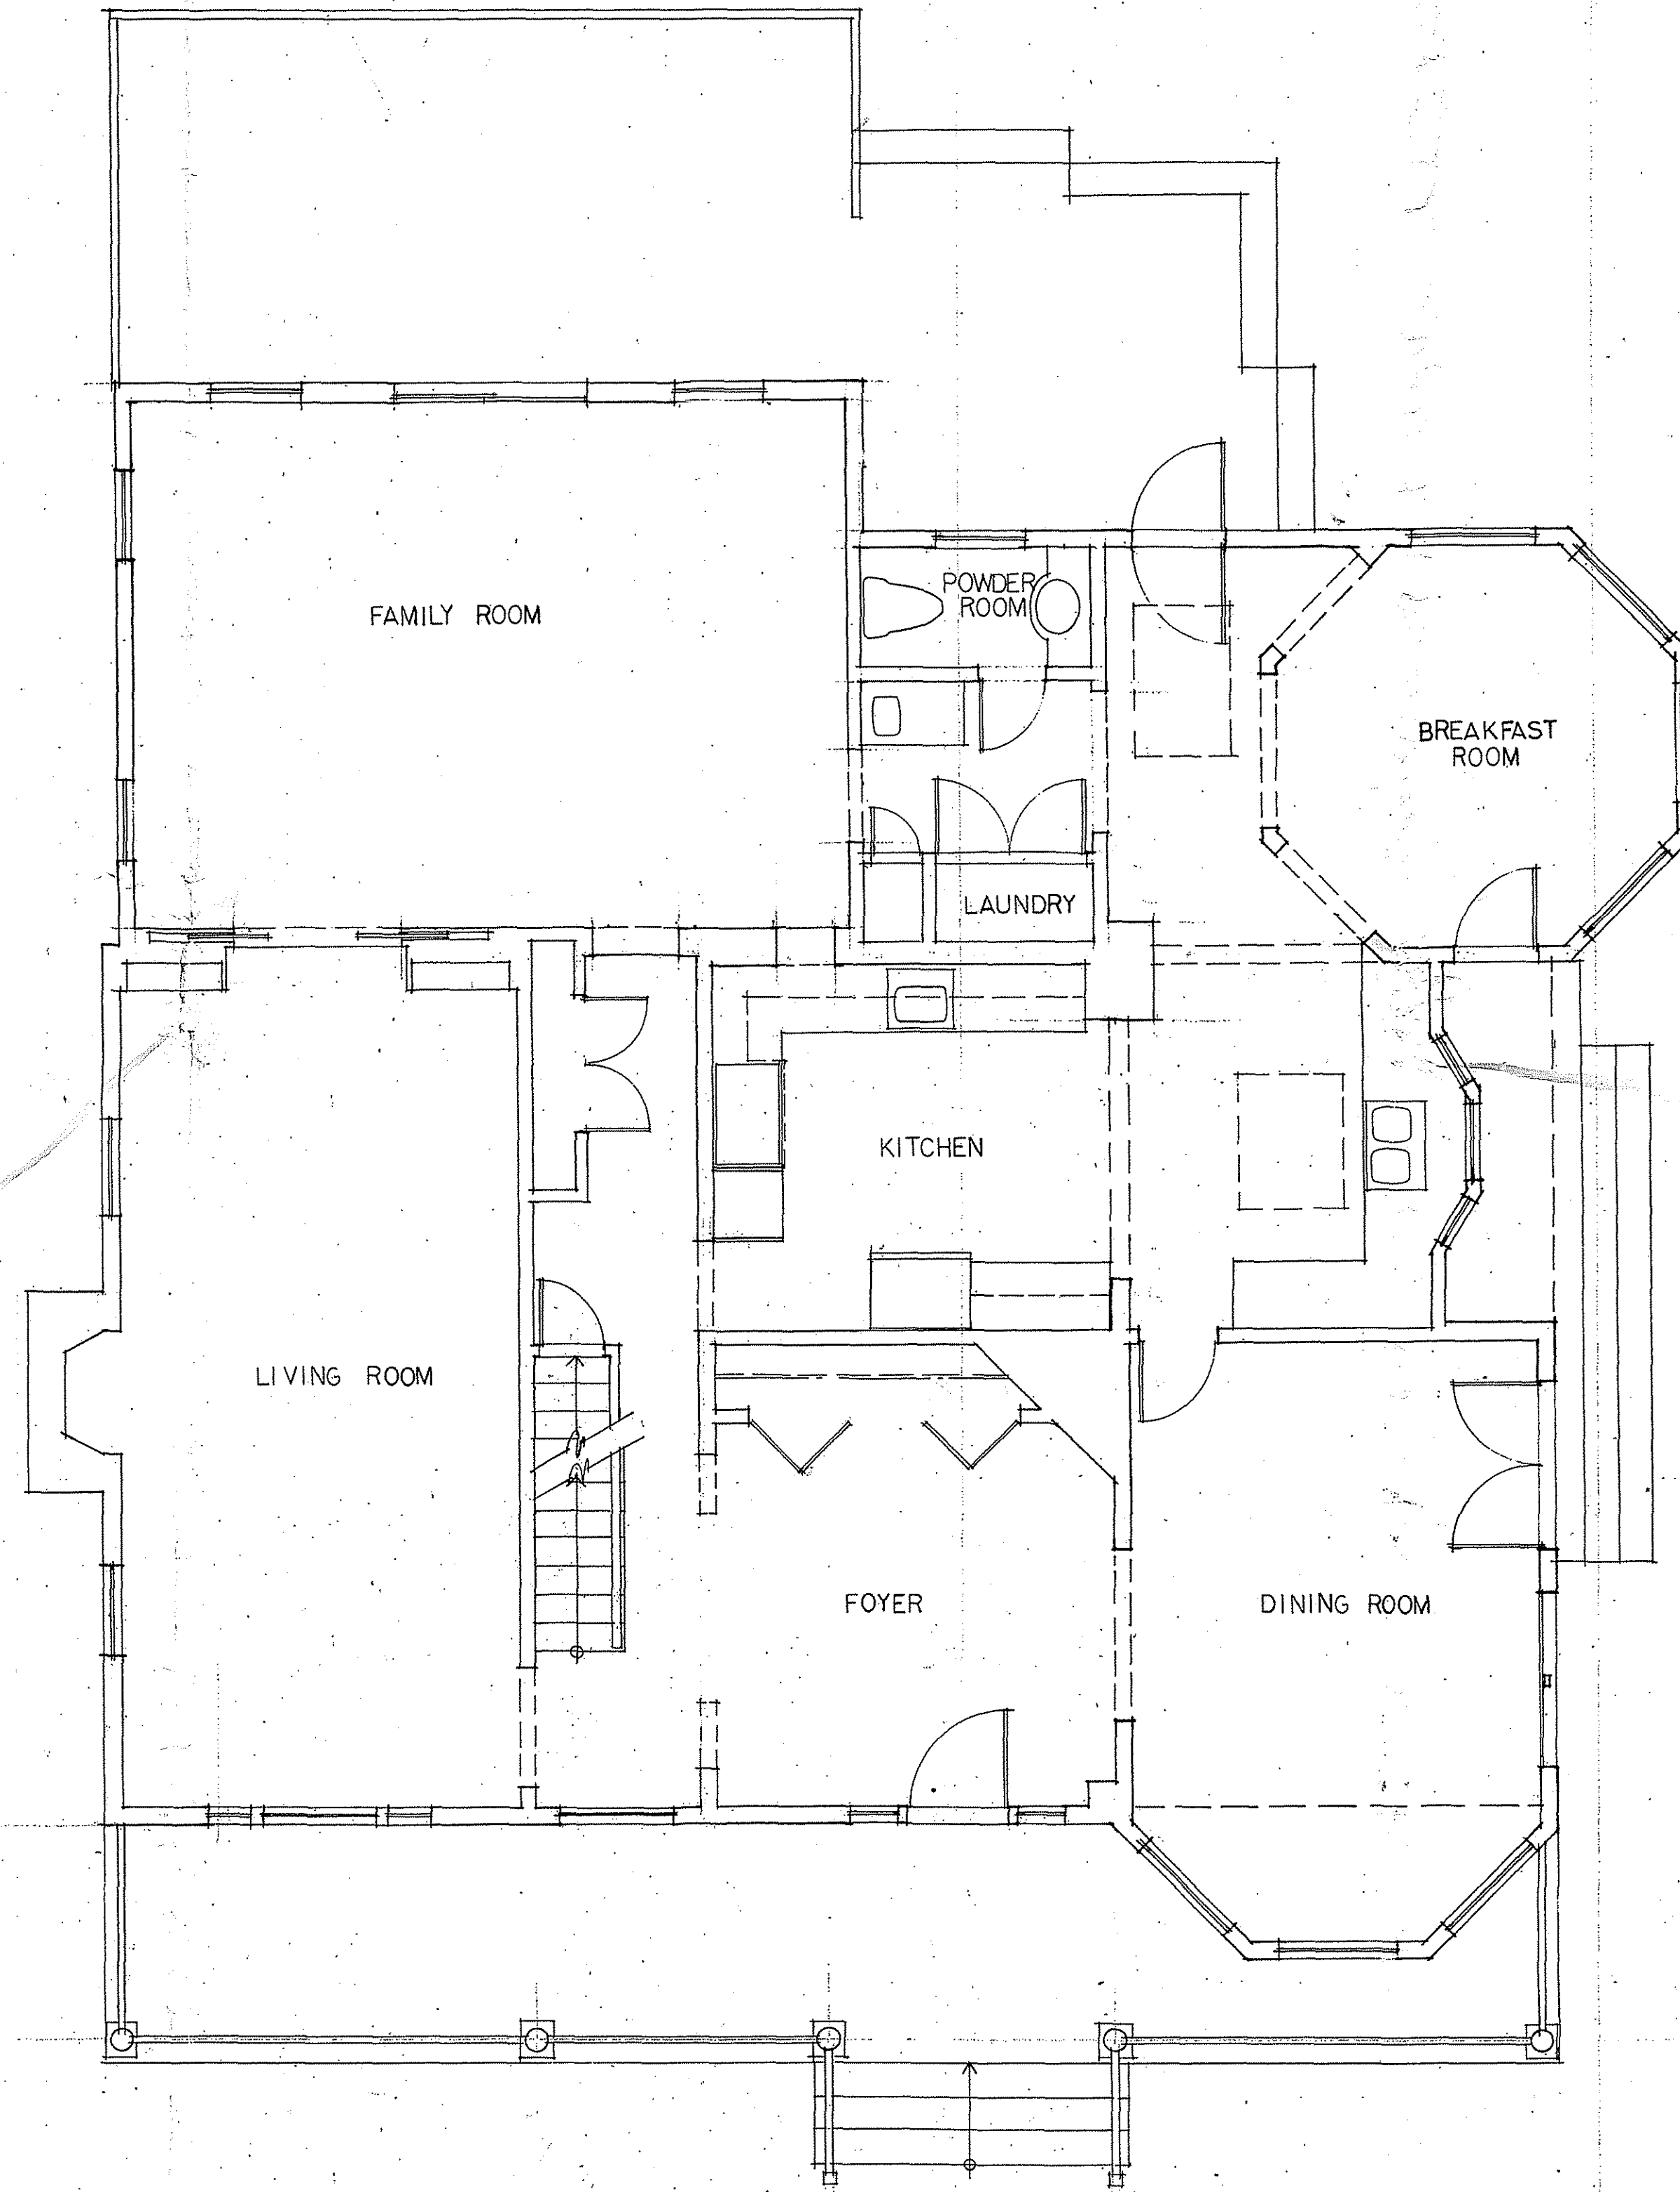 POWDER
ROOM
FAMILY ROOM
BREAKFAST
ROOM
LAUNDRY
KITCHEN
LIVING ROOM
FOYER
DINING ROOM